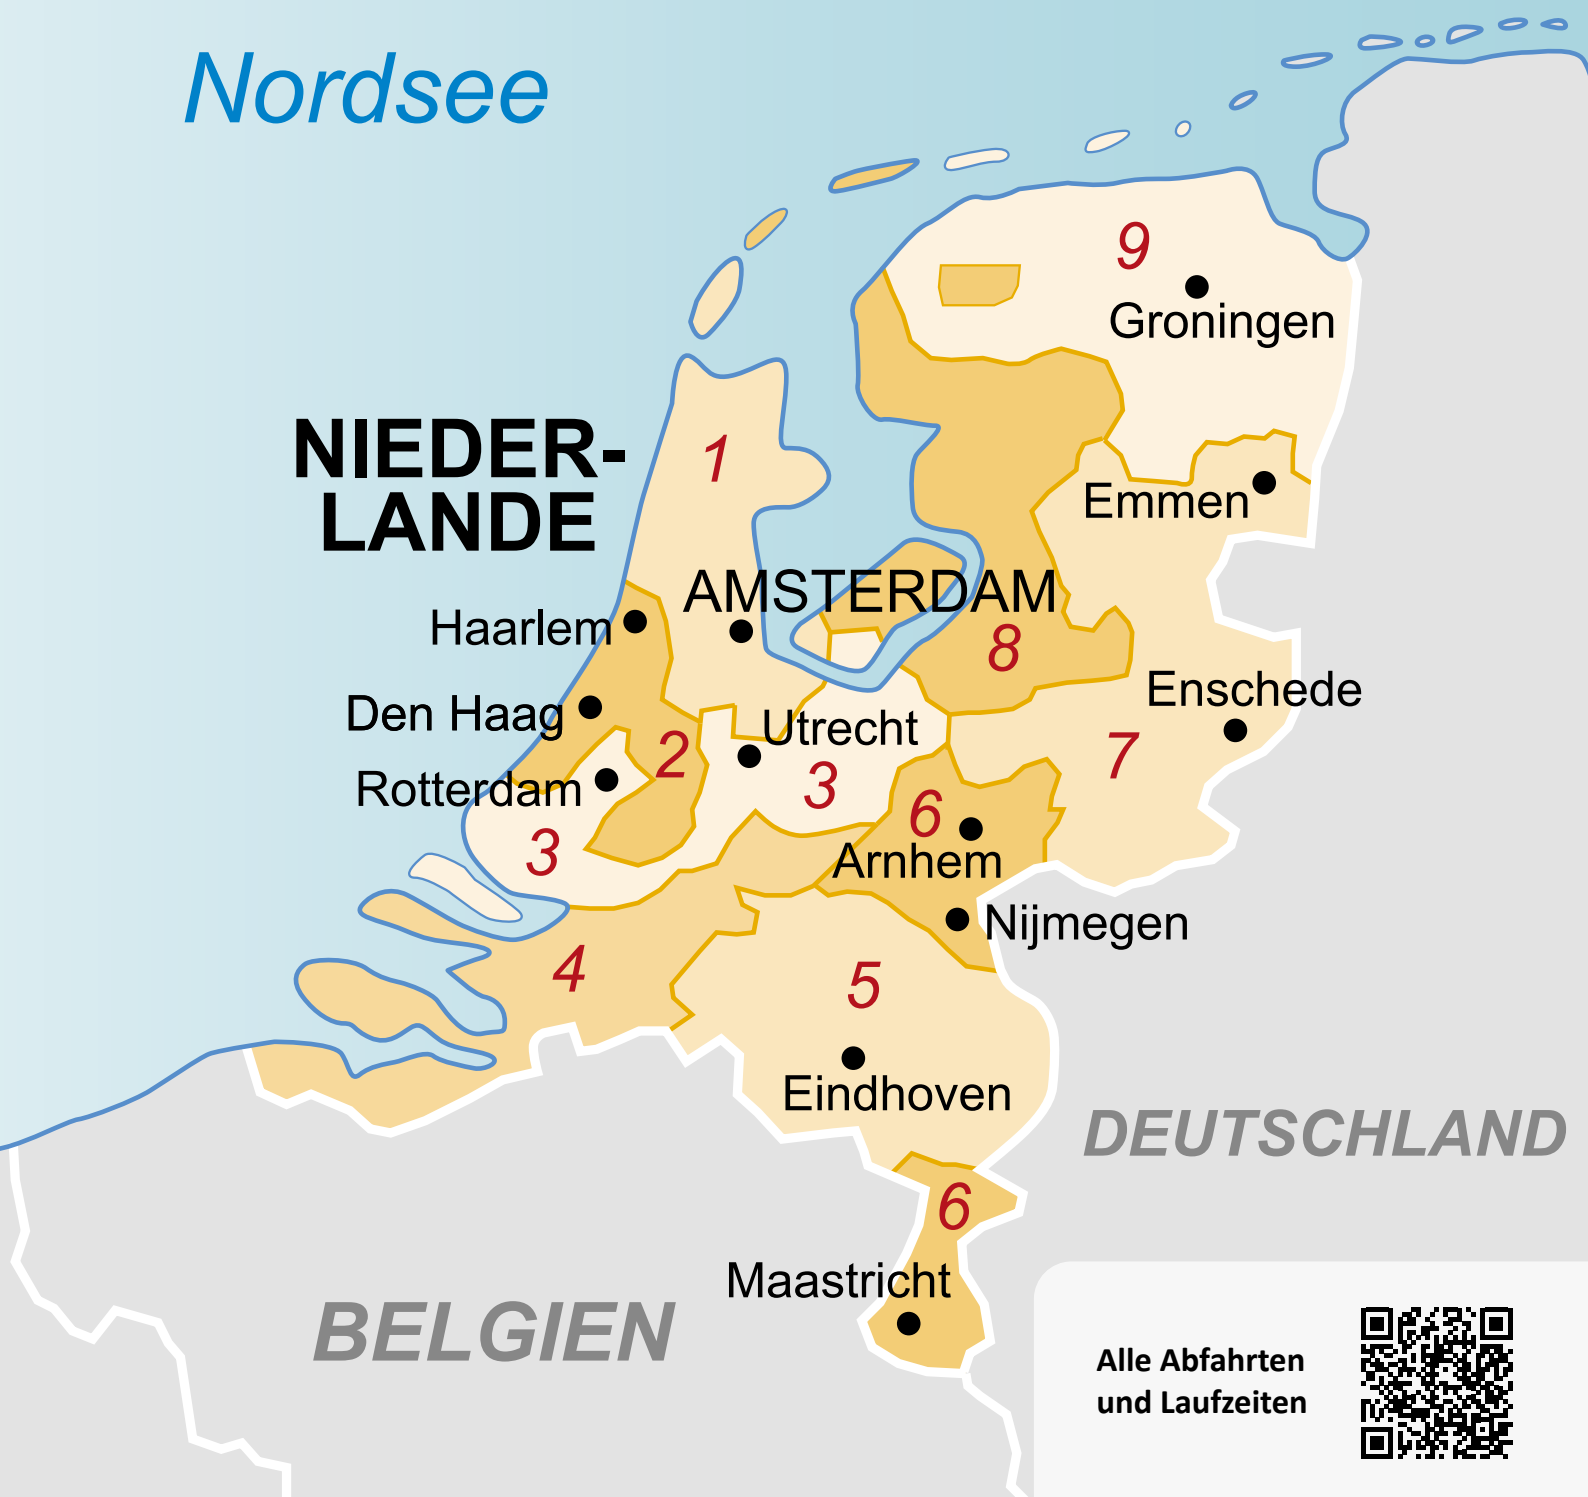 Nordsee
9
Groningen
NIEDER-
LANDE
1
Emmen
AMSTERDAM
Haarlem
8
Enschede
Den Haag
Utrecht
2
7
Rotterdam
3
6
3
Arnhem
Nijmegen
4
5
Eindhoven
DEUTSCHLAND
6
Maastricht
BELGIEN
Alle Abfahrten
und Laufzeiten